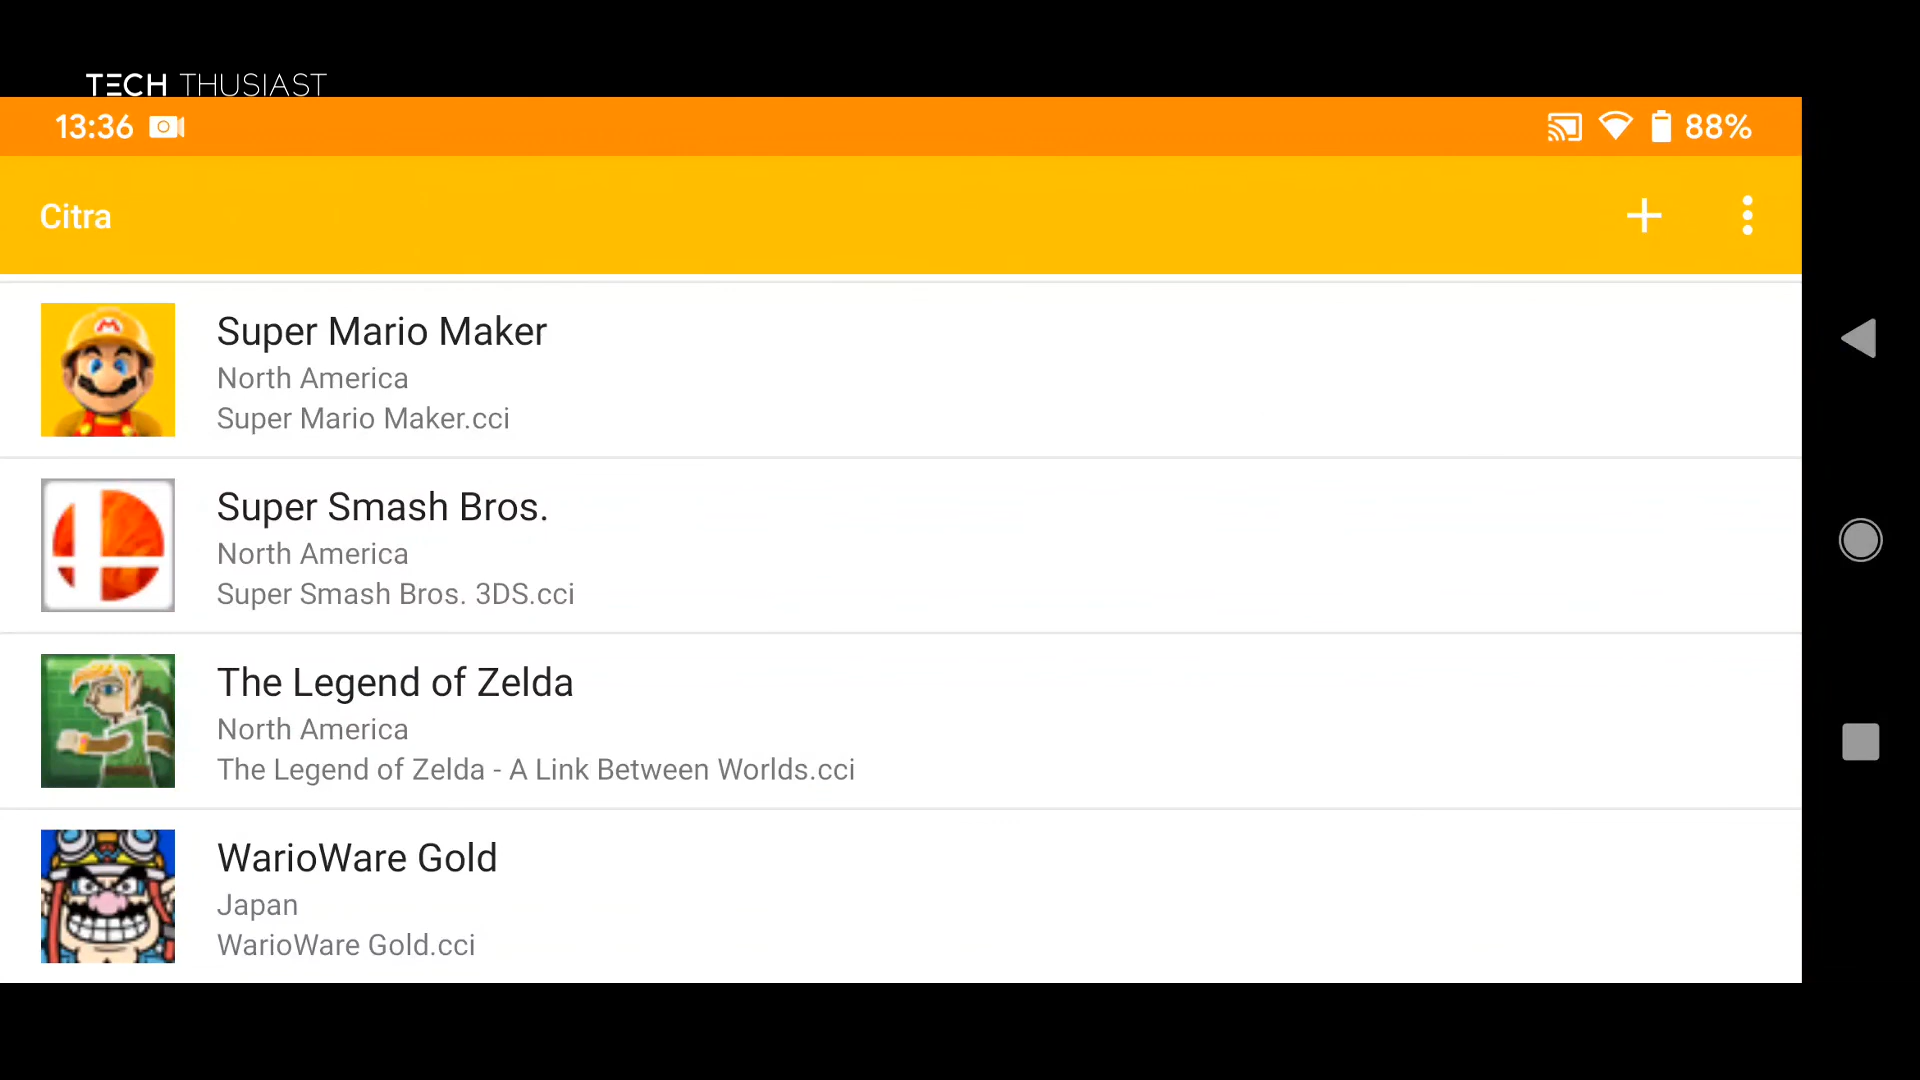 TECH THUSIAST
13:36
88%
Citra
Super Mario Maker
North America
Super Mario Maker.cci
Super Smash Bros.
North America
Super Smash Bros. 3DS.cci
The Legend of Zelda
North America
The Legend of Zelda - A Link Between Worlds.cci
WarioWare Gold
Japan
WarioWare Gold.cci